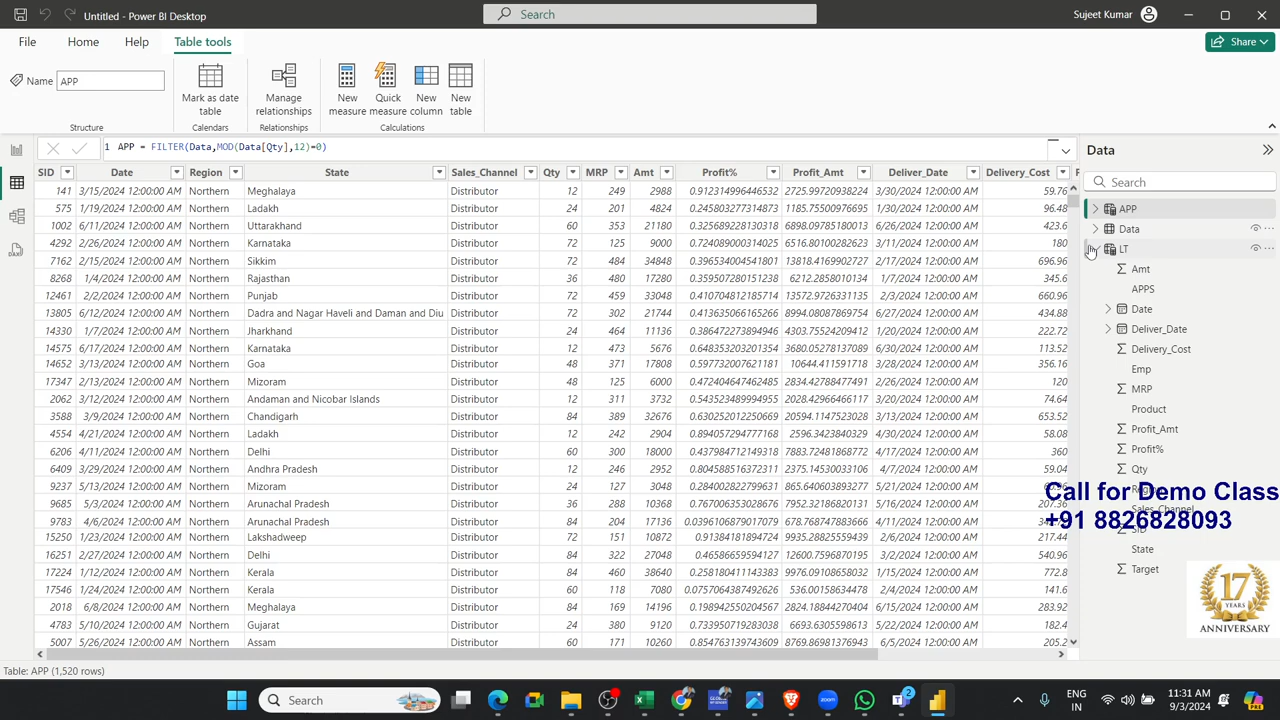 Untitled - Power BI Desktop
Search
Sujeet Kumar
File Home Help Table tools
Share
Name APP
Mark as date table
Manage relationships
New measure
Quick measure
New column
New table
Structure
Calendars
Relationships
Calculations
1 APP = FILTER(Data,MOD(Data[Qty],12)=0)
SID Date Region State Sales_Channel Qty MRP Amt Profit% Profit_Amt Deliver_Date Delivery_Cost
141 3/15/2024 12:00:00 AM Northern Meghalaya Distributor 12 249 2988 0.912314996446532 2725.99720938224 3/30/2024 12:00:00 AM 59.76
575 1/19/2024 12:00:00 AM Northern Ladakh Distributor 24 201 4824 0.245803277314873 1185.75500976695 1/30/2024 12:00:00 AM 96.48
1002 6/11/2024 12:00:00 AM Northern Uttarakhand Distributor 60 353 21180 0.325689228130318 6898.09785180013 6/26/2024 12:00:00 AM 423.6
4292 2/26/2024 12:00:00 AM Northern Karnataka Distributor 72 125 9000 0.724089000314025 6516.80100282623 3/11/2024 12:00:00 AM 180
7162 2/15/2024 12:00:00 AM Northern Sikkim Distributor 72 484 34848 0.396534004541801 13818.4169902727 2/17/2024 12:00:00 AM 696.96
8268 1/4/2024 12:00:00 AM Northern Rajasthan Distributor 36 480 17280 0.359507280151238 6212.2858010134 1/7/2024 12:00:00 AM 345.6
12461 2/2/2024 12:00:00 AM Northern Punjab Distributor 72 459 33048 0.410704812185714 13572.9726331337 2/3/2024 12:00:00 AM 660.96
13805 6/12/2024 12:00:00 AM Northern Dadra and Nagar Haveli and Daman and Diu Distributor 72 302 21744 0.413635066165266 8994.08087879754 6/27/2024 12:00:00 AM 434.88
14330 1/7/2024 12:00:00 AM Northern Jharkhand Distributor 24 464 11136 0.386472273894946 4303.75524209412 1/20/2024 12:00:00 AM 222.72
14575 6/17/2024 12:00:00 AM Northern Karnataka Distributor 12 473 5676 0.648353203201354 3680.05278137089 6/30/2024 12:00:00 AM 113.52
14652 3/13/2024 12:00:00 AM Northern Goa Distributor 48 371 17808 0.597732007621181 10644.411759158 3/28/2024 12:00:00 AM 356.16
17347 2/13/2024 12:00:00 AM Northern Mizoram Distributor 48 125 6000 0.472404647462485 2834.42788477491 2/26/2024 12:00:00 AM 120
2062 3/12/2024 12:00:00 AM Northern Andaman and Nicobar Islands Distributor 12 311 3732 0.543523489994955 2028.42966466117 3/20/2024 12:00:00 AM 74.64
3588 3/9/2024 12:00:00 AM Northern Chandigarh Distributor 84 389 32676 0.630252012250669 20594.1147523028 3/17/2024 12:00:00 AM 653.52
4554 4/21/2024 12:00:00 AM Northern Ladakh Distributor 12 242 2904 0.894057294777168 2596.3423840329 4/30/2024 12:00:00 AM 58.08
6206 4/11/2024 12:00:00 AM Northern Delhi Distributor 60 300 18000 0.437984712149318 7883.72481868772 4/17/2024 12:00:00 AM 360
6409 3/29/2024 12:00:00 AM Northern Andhra Pradesh Distributor 12 246 2952 0.804588516372311 2375.14530033106 4/7/2024 12:00:00 AM 59.04
9237 5/13/2024 12:00:00 AM Northern Mizoram Distributor 24 127 3048 0.284002822799631 865.640603893277 5/21/2024 12:00:00 AM
9685 5/3/2024 12:00:00 AM Northern Arunachal Pradesh Distributor 36 288 10368 0.767006353028676 7952.32186820131 5/16/2024 12:00:00 AM 207.36
9783 4/6/2024 12:00:00 AM Northern Arunachal Pradesh Distributor 84 204 17136 0.0396106879017079 678.768747883666 4/11/2024 12:00:00 AM
15250 1/23/2024 12:00:00 AM Northern Lakshadweep Distributor 72 151 10872 0.91384181894724 9935.28825559439 2/6/2024 12:00:00 AM 217.44
16251 2/27/2024 12:00:00 AM Northern Delhi Distributor 84 322 27048 0.46586659594127 12600.7596870195 3/2/2024 12:00:00 AM 540.96
17224 1/12/2024 12:00:00 AM Northern Kerala Distributor 84 460 38640 0.258180611141383 9976.09108658032 1/15/2024 12:00:00 AM 772.8
17546 1/24/2024 12:00:00 AM Northern Kerala Distributor 60 118 7080 0.0757064387492626 536.00158634478 2/4/2024 12:00:00 AM 141.6
2018 6/8/2024 12:00:00 AM Northern Meghalaya Distributor 84 169 14196 0.198942550204567 2824.18844270404 6/15/2024 12:00:00 AM 283.92
4783 5/10/2024 12:00:00 AM Northern Gujarat Distributor 24 380 9120 0.733950719283038 6693.6305598613 5/22/2024 12:00:00 AM 182.4
5007 5/26/2024 12:00:00 AM Northern Assam Distributor 60 171 10260 0.854763139743609 8769.86981376943 6/5/2024 12:00:00 AM 205.2
Data
Search
APP
Data
LT
Amt
APPS
Date
Deliver_Date
Delivery_Cost
Emp
MRP
Product
Profit_Amt
Profit%
Qty
Sales_Channel
SID
State
Target
Call for Demo Class
+91 8826828093
17
YEARS
ANNIVERSARY
Table: APP (1,520 rows)
Search
2
ENG
IN
11:31 AM
9/3/2024